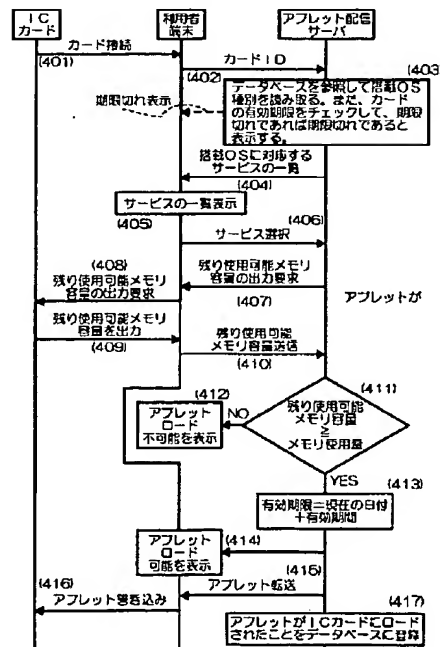 ＩＣ
カード
利用者
端末
アプレット配信
サーバ
カード接続
(401)
カードＩＤ
(402)
(403)
データベースを参照して搭載ＯＳ
種別を読み取る。また、カード
の有効期限をチェックして、期限
切れであれば期限切れであると
表示する。
期限切れ表示
搭載ＯＳに対応する
サービスの一覧
(404)
サービスの一覧表示
(405)
(406)
サービス選択
(408)
残り使用可能メモリ
容量の出力要求
残り使用可能メモリ
容量の出力要求
(407)
アプレットが
残り使用可能メモリ
容量を出力
(409)
残り使用可能
メモリ容量送信
(410)
(411)
残り使用可能
メモリ容量
≧
メモリ使用量
(412)
NO
アプレット
ロード
不可能を表示
YES
(413)
有効期限＝現在の日付
＋有効期間
アプレット
ロード
可能を表示
(414)
(415)
アプレット転送
(416)
アプレット書き込み
(417)
アプレットがＩＣカードにロード
されたことをデータベースに登録